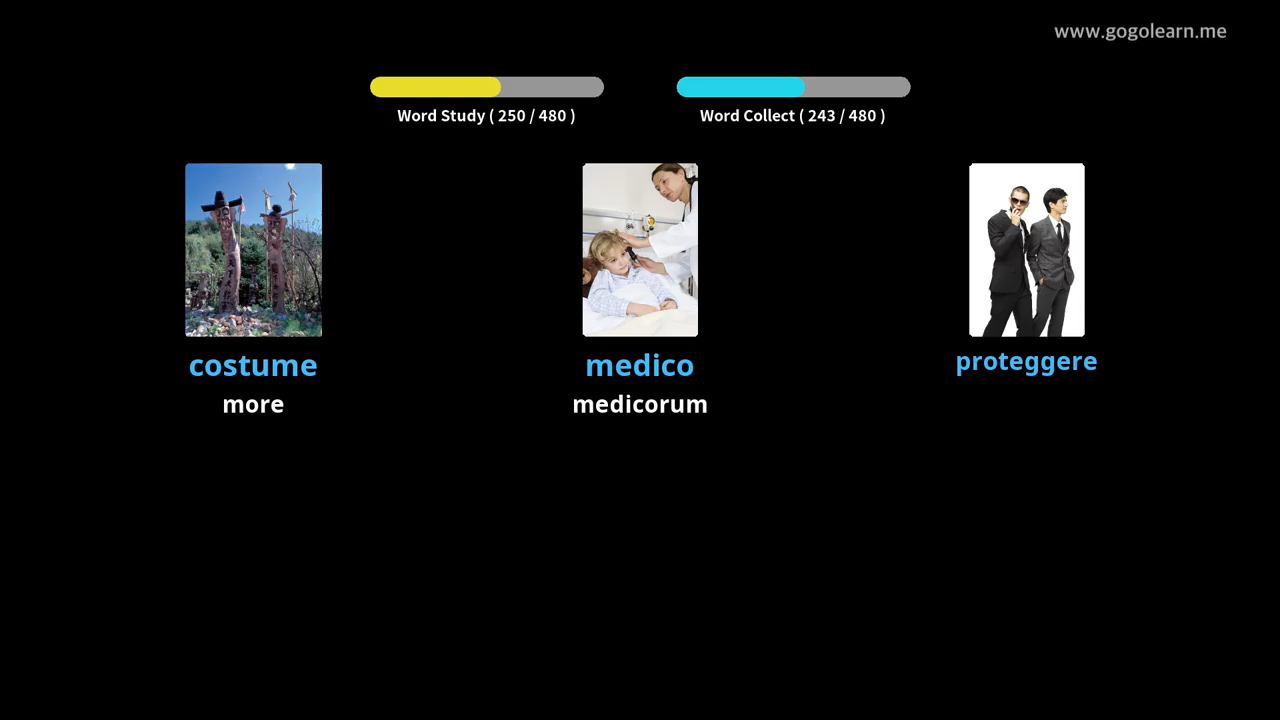 www.gogolearn.me
Word Study ( 250 / 480 )
Word Collect ( 243 / 480 )
costume
more
medico
medicorum
proteggere